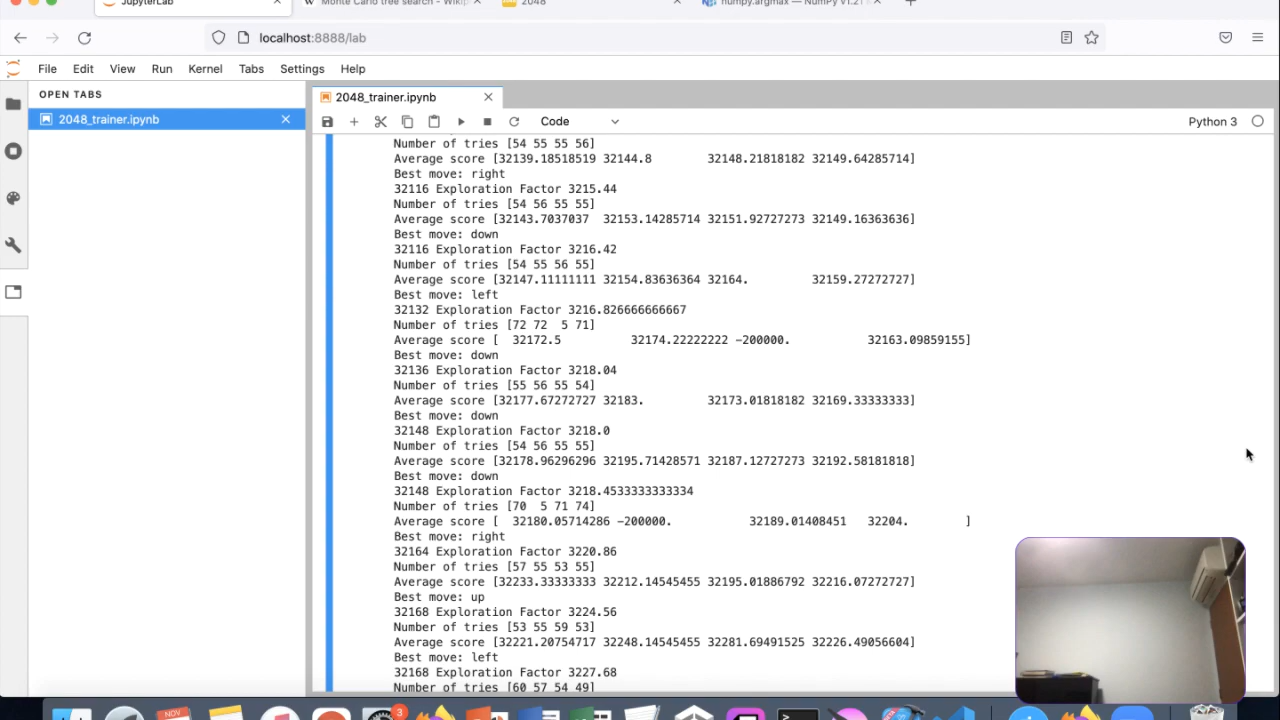 JupyterLab
Monte Carlo tree search - Wikip
2048
numpy.argmax — NumPy v1.21
localhost:8888/lab
File Edit View Run Kernel Tabs Settings Help
OPEN TABS
2048_trainer.ipynb
2048_trainer.ipynb
Code
Python 3
Number of tries [54 55 55 56]
Average score [32139.18518519 32144.8 32148.21818182 32149.64285714]
Best move: right
32116 Exploration Factor 3215.44
Number of tries [54 56 55 55]
Average score [32143.7037037 32153.14285714 32151.92727273 32149.16363636]
Best move: down
32116 Exploration Factor 3216.42
Number of tries [54 55 56 55]
Average score [32147.11111111 32154.83636364 32164. 32159.27272727]
Best move: left
32132 Exploration Factor 3216.826666666667
Number of tries [72 72 5 71]
Average score [ 32172.5 32174.22222222 -200000. 32163.09859155]
Best move: down
32136 Exploration Factor 3218.04
Number of tries [55 56 55 54]
Average score [32177.67272727 32183. 32173.01818182 32169.33333333]
Best move: down
32148 Exploration Factor 3218.0
Number of tries [54 56 55 55]
Average score [32178.96296296 32195.71428571 32187.12727273 32192.58181818]
Best move: down
32148 Exploration Factor 3218.4533333333334
Number of tries [70 5 71 74]
Average score [ 32180.05714286 -200000. 32189.01408451 32204. ]
Best move: right
32164 Exploration Factor 3220.86
Number of tries [57 55 53 55]
Average score [32233.33333333 32212.14545455 32195.01886792 32216.07272727]
Best move: up
32168 Exploration Factor 3224.56
Number of tries [53 55 59 53]
Average score [32221.20754717 32248.14545455 32281.69491525 32226.49056604]
Best move: left
32168 Exploration Factor 3227.68
Number of tries [60 57 54 49]
NOV
3